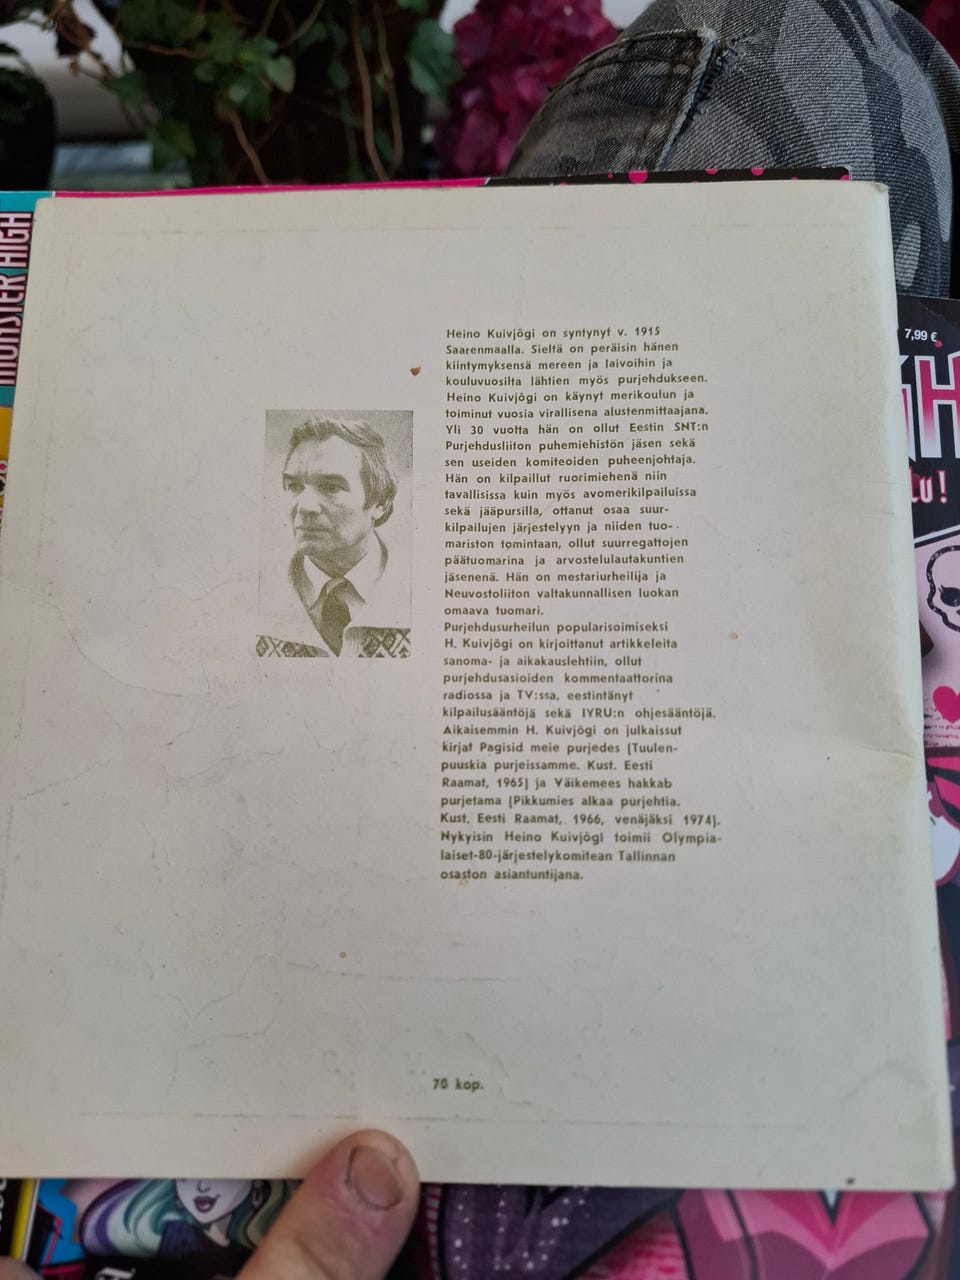 MONSTER HIGH
7,99 €
Heino Kuivjõgi on syntynyt v. 1915
Saarenmaalla. Sieltä on peräisin hänen
kiintymyksensä mereen ja laivoihin ja
kouluvuosilta lähtien myös purjehdukseen.
Heino Kuivjõgi on käynyt merikoulun ja
toiminut vuosia virallisena alustenmittaajana.
Yli 30 vuotta hän on ollut Eestin SNT:n
Purjehdusliiton puhemiehistön jäsen sekä
sen useiden komiteoiden puheenjohtaja.
Hän on kilpaillut ruorimiehenä niin
tavallisissa kuin myös avomerikilpailuissa
sekä jääpursilla, ottanut osaa suur-
kilpailujen järjestelyyn ja niiden tuo-
mariston tomintaan, ollut suurregattojen
päätuomarina ja arvostelulautakuntien
jäsenenä. Hän on mestariurheilija ja
Neuvostoliiton valtakunnallisen luokan
omaava tuomari.
Purjehdusurheilun popularisoimiseksi
H. Kuivjõgi on kirjoittanut artikkeleita
sanoma- ja aikakauslehtiin, ollut
purjehdusasioiden kommentaattorina
radiossa ja TV:ssa, eestintänyt
kilpailusääntöjä sekä IYRU:n ohjesääntöjä.
Aikaisemmin H. Kuivjõgi on julkaissut
kirjat Pagisid meie purjedes (Tuulen-
puuskia purjeissamme. Kust. Eesti
Raamat, 1965) ja Väikemees hakkab
purjetama (Pikkumies alkaa purjehtia.
Kust. Eesti Raamat, 1966, venäjäksi 1974).
Nykyisin Heino Kuivjõgi toimii Olympia-
laiset-80-järjestelykomitean Tallinnan
osaston asiantuntijana.
70 kop.